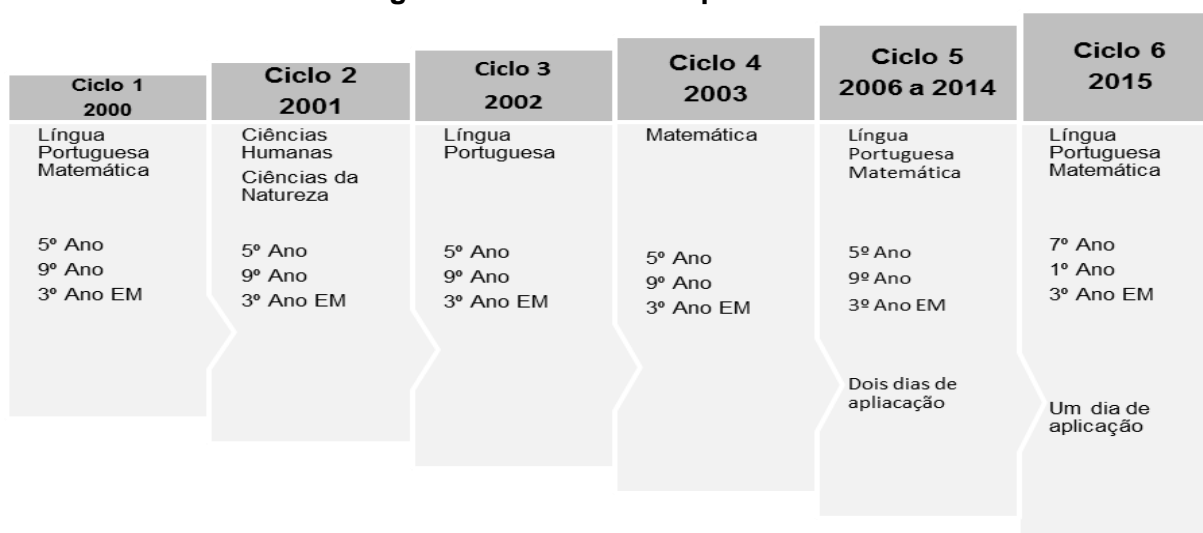 Ciclo 1
2000
Língua
Portuguesa
Matemática
5º Ano
9º Ano
3º Ano EM
Ciclo 2
2001
Ciências
Humanas
Ciências da
Natureza
5º Ano
9º Ano
3º Ano EM
Ciclo 3
2002
Língua
Portuguesa
5º Ano
9º Ano
3º Ano EM
Ciclo 4
2003
Matemática
5º Ano
9º Ano
3º Ano EM
Ciclo 5
2006 a 2014
Língua
Portuguesa
Matemática
5º Ano
9º Ano
3º Ano EM
Dois dias de
apliacação
Ciclo 6
2015
Língua
Portuguesa
Matemática
7º Ano
1º Ano
3º Ano EM
Um dia de
aplicação